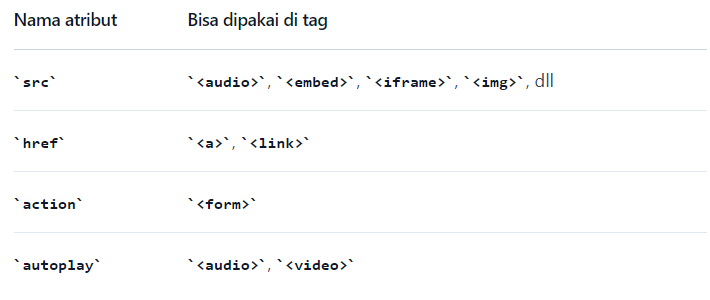 Nama atribut Bisa dipakai di tag
`src` `<audio>`, `<embed>`, `<iframe>`, `<img>`, dll
`href` `<a>`, `<link>`
`action` `<form>`
`autoplay` `<audio>`, `<video>`